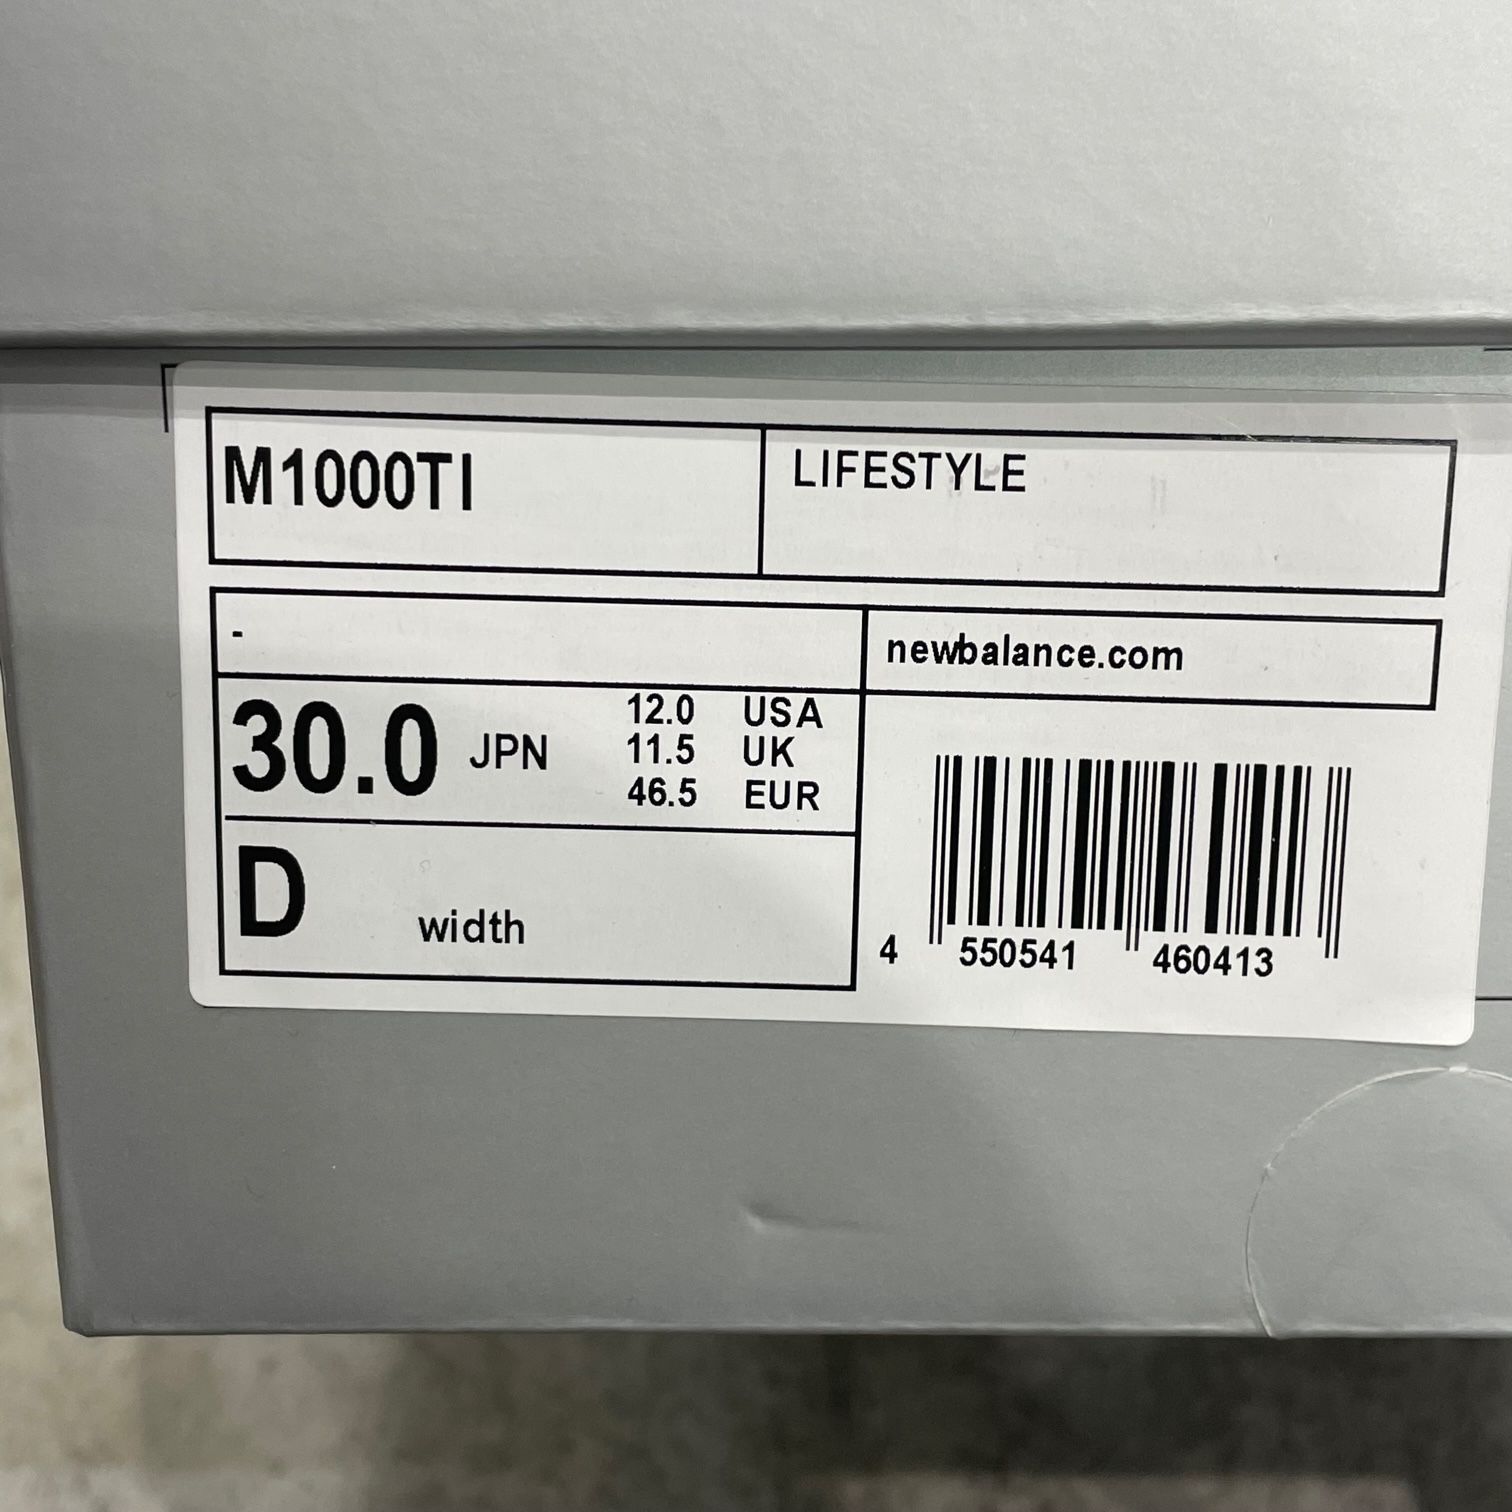 M1000TI
LIFESTYLE
-
newbalance.com
30.0 JPN
12.0 USA
11.5 UK
46.5 EUR
D width
4 550541 460413